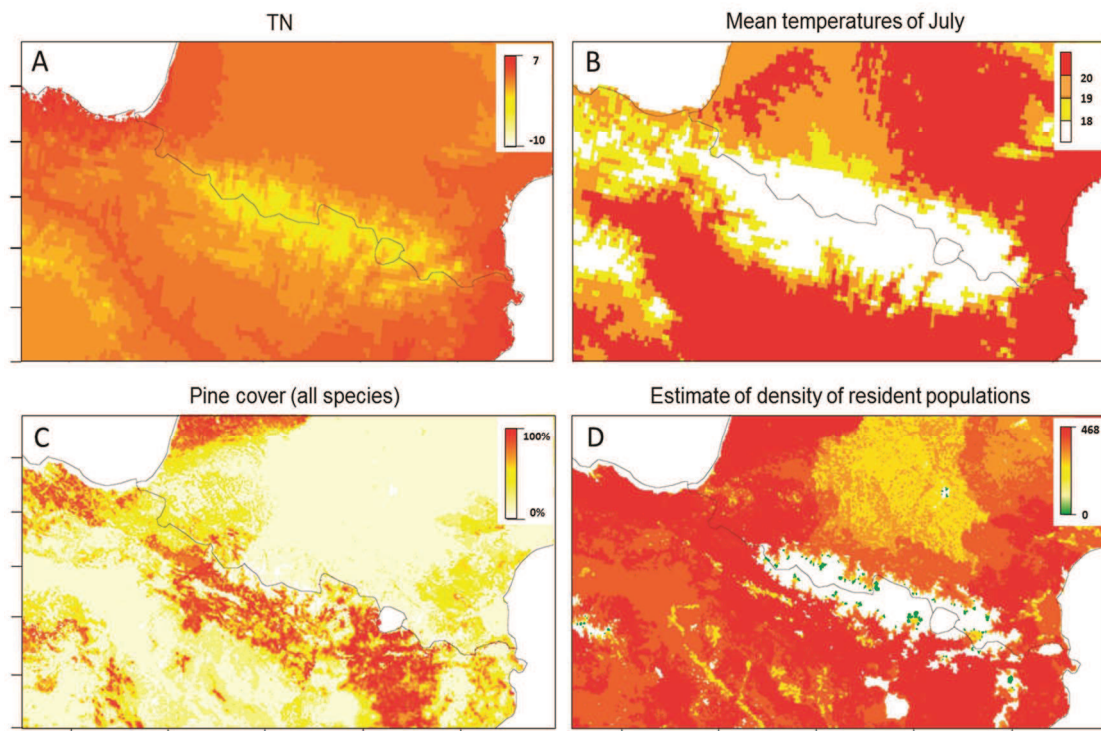 TN
Mean temperatures of July
A
7
-10
B
20
19
18
17
Pine cover (all species)
Estimate of density of resident populations
C
100%
0%
D
468
0